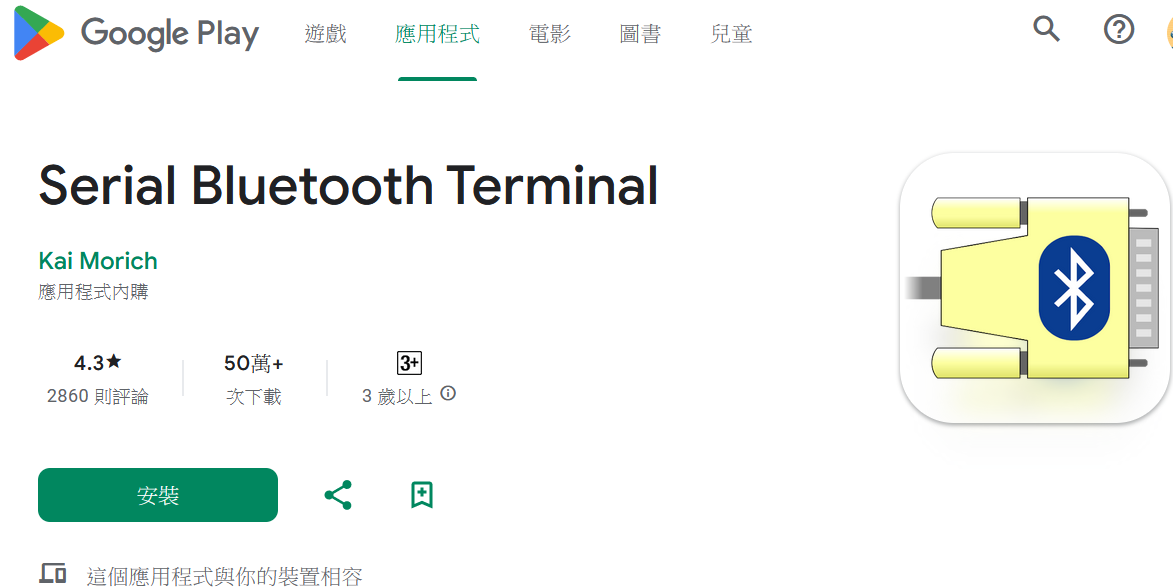 Google Play 遊戲 應用程式 電影 圖書 兒童
Serial Bluetooth Terminal
Kai Morich
應用程式內購
4.3★ 50萬+ 3+
2860 則評論 次下載 3 歲以上
安裝
這個應用程式與你的裝置相容